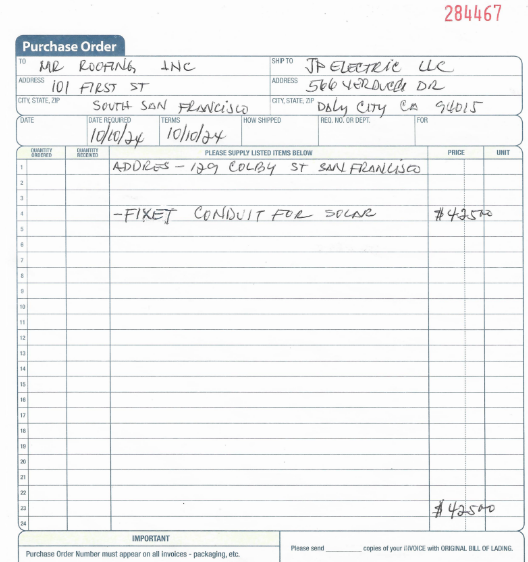 284467
Purchase Order
TO MR ROOFING INC SHIP TO JP ELECTRIC LLC
ADDRESS 101 FIRST ST ADDRESS 566 VERDUCCI DR
CITY, STATE, ZIP SOUTH SAN FRANCISCO CITY, STATE, ZIP Daly City CA 94015
DATE DATE REQUIRED TERMS HOW SHIPPED REQ. NO. OR DEPT. FOR
10/10/24 10/10/24
QUANTITY ORDERED QUANTITY RECEIVED PLEASE SUPPLY LISTED ITEMS BELOW PRICE UNIT
1 ADDRES - 129 COLBY ST SAN FRANCISCO
2
3
4 - FIXET CONDUIT FOR SOLAR $42500
5
6
7
8
9
10
11
12
13
14
15
16
17
18
19
20
21
22
23 $42500
24
IMPORTANT
Purchase Order Number must appear on all invoices - packaging, etc.
Please send ________ copies of your INVOICE with ORIGINAL BILL OF LADING.